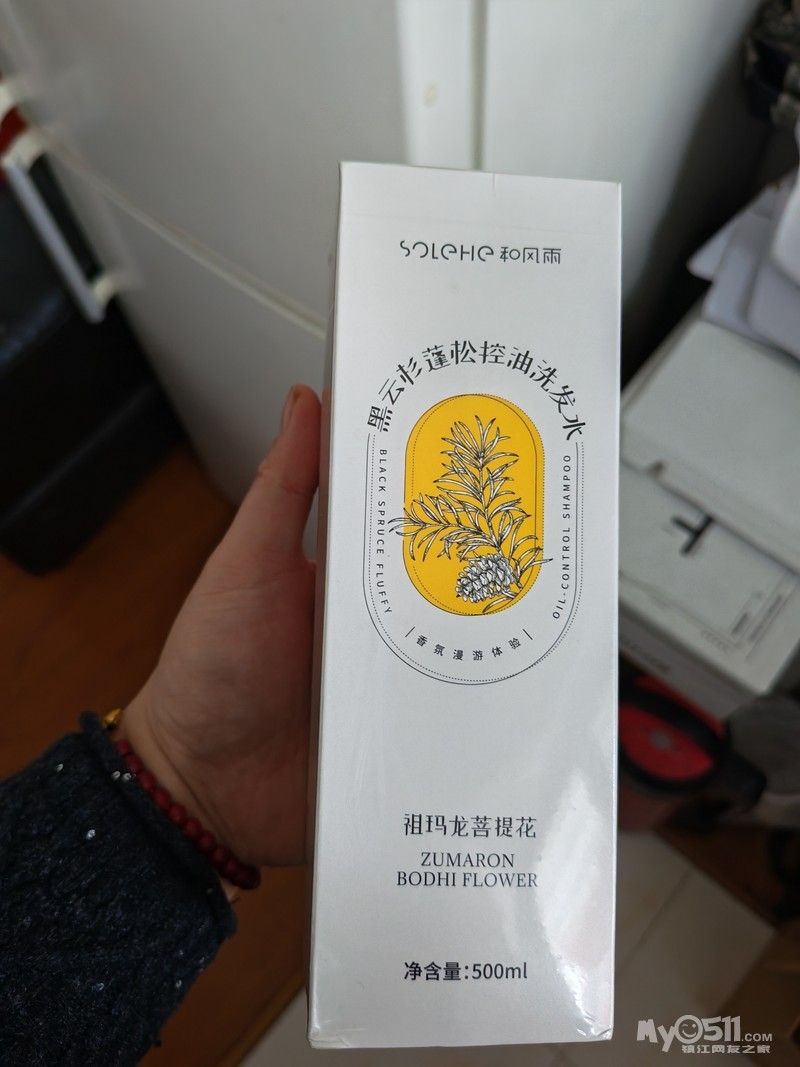 SOLEHE 和风雨
黑云杉蓬松控油洗发水
BLACK SPRUCE FLUFFY
OIL-CONTROL SHAMPOO
香氛漫游体验
祖玛龙菩提花
ZUMARON
BODHI FLOWER
净含量:500ml
MyO511.COM
镇江网友之家